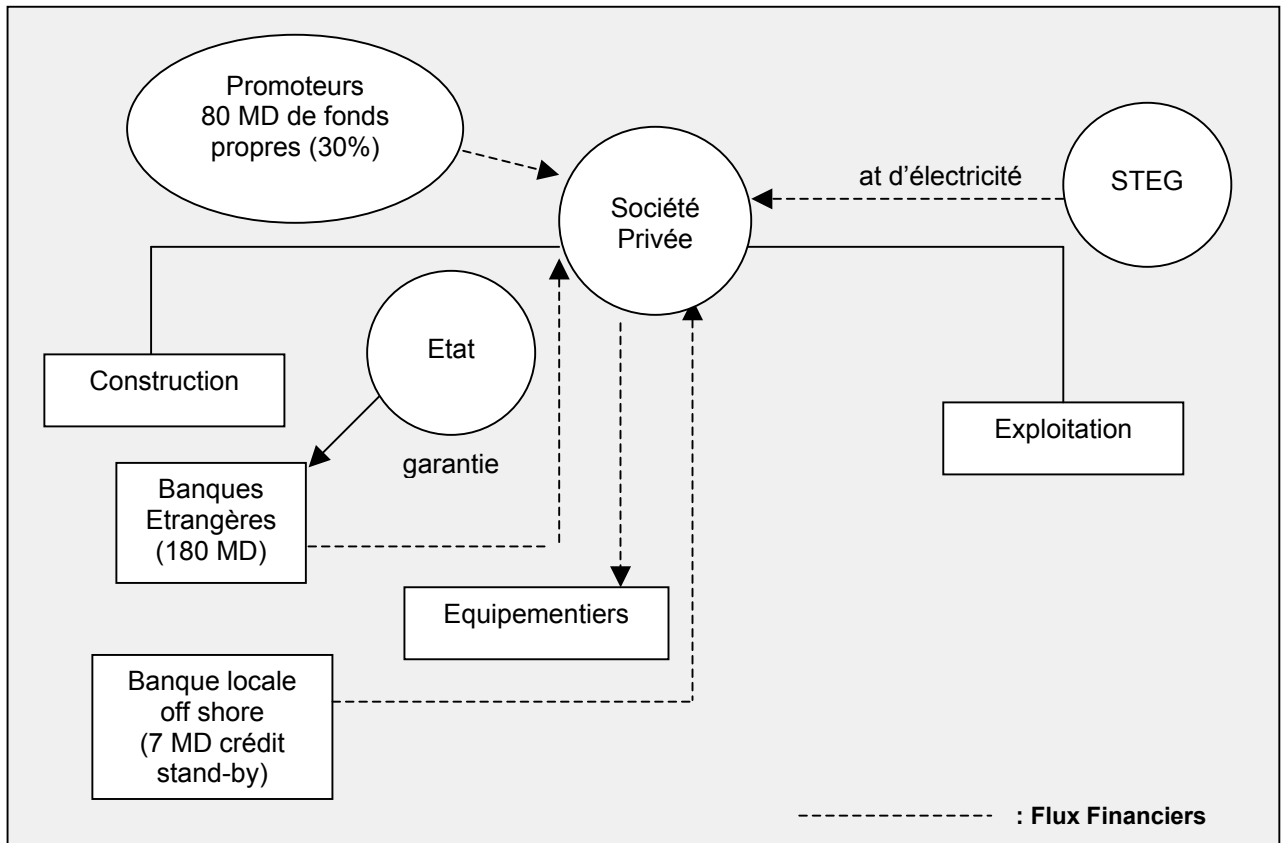 Promoteurs
80 MD de fonds
propres (30%)
at d’électricité
STEG
Société
Privée
Etat
Construction
garantie
Exploitation
Banques
Etrangères
(180 MD)
Equipementiers
Banque locale
off shore
(7 MD crédit
stand-by)
: Flux Financiers